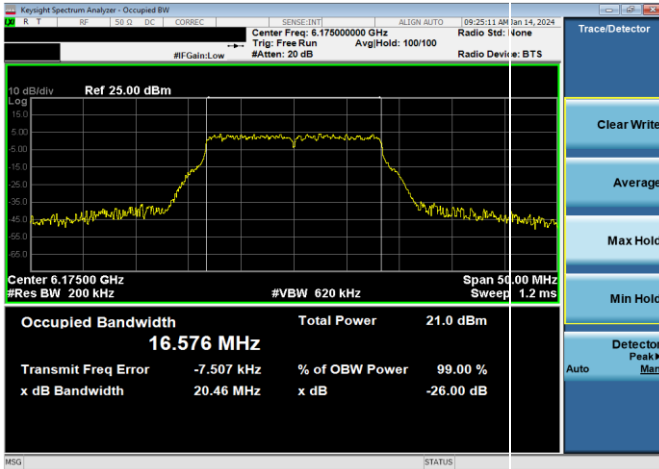 Keysight Spectrum Analyzer - Occupied BW
R T RF 50 Ω DC CORREC SENSE:INT ALIGN AUTO 09:25:11 AM Jan 14, 2024
Center Freq: 6.175000000 GHz Radio Std: None
Trig: Free Run Avg|Hold: 100/100
#IFGain:Low #Atten: 20 dB Radio Device: BTS
Trace/Detector
10 dB/div Ref 25.00 dBm
Log
15.0
5.00
-5.00
-15.0
-25.0
-35.0
-45.0
-55.0
-65.0
Center 6.17500 GHz Span 50.00 MHz
#Res BW 200 kHz #VBW 620 kHz Sweep 1.2 ms
Occupied Bandwidth Total Power 21.0 dBm
16.576 MHz
Transmit Freq Error -7.507 kHz % of OBW Power 99.00 %
x dB Bandwidth 20.46 MHz x dB -26.00 dB
Clear Write
Average
Max Hold
Min Hold
Detector
Peak
Auto Man
MSG STATUS